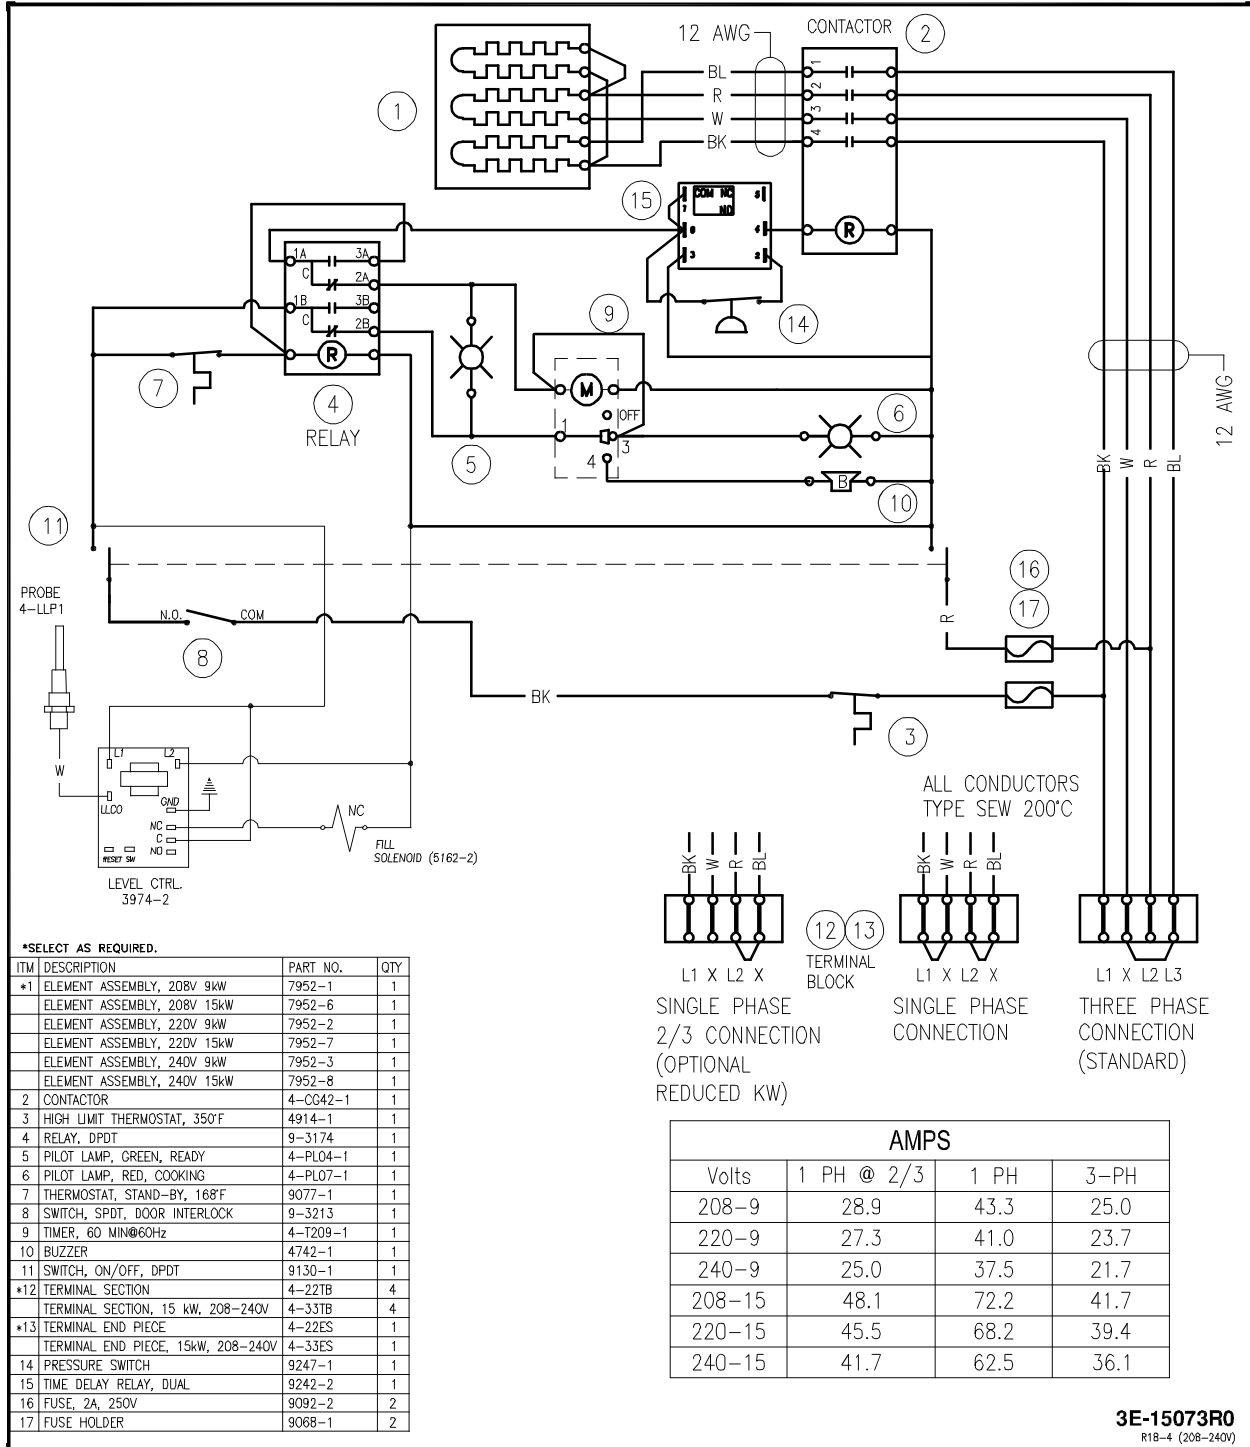 12 AWG
CONTACTOR
2
1
BL
R
W
BK
1
2
3
4
15
COM NC
NO
1
5
6
4
3
2
R
14
1A
3A
C
2A
1B
3B
C
2B
R
7
4
RELAY
5
9
M
OFF
1
3
4
6
B
10
12 AWG
BK
W
R
BL
11
PROBE
4-LLP1
N.O.
COM
8
R
16
17
BK
3
W
L1
L2
LLCO
GND
NC
C
NO
RESET SW
LEVEL CTRL.
3974-2
NC
FILL
SOLENOID (5162-2)
ALL CONDUCTORS
TYPE SEW 200°C
BK
W
R
BL
L1 X L2 X
SINGLE PHASE
2/3 CONNECTION
(OPTIONAL
REDUCED KW)
12
13
TERMINAL
BLOCK
BK
W
R
BL
L1 X L2 X
SINGLE PHASE
CONNECTION
L1 X L2 L3
THREE PHASE
CONNECTION
(STANDARD)
*SELECT AS REQUIRED.
ITM DESCRIPTION PART NO. QTY
*1 ELEMENT ASSEMBLY, 208V 9kW 7952-1 1
ELEMENT ASSEMBLY, 208V 15kW 7952-6 1
ELEMENT ASSEMBLY, 220V 9kW 7952-2 1
ELEMENT ASSEMBLY, 220V 15kW 7952-7 1
ELEMENT ASSEMBLY, 240V 9kW 7952-3 1
ELEMENT ASSEMBLY, 240V 15kW 7952-8 1
2 CONTACTOR 4-CG42-1 1
3 HIGH LIMIT THERMOSTAT, 350°F 4914-1 1
4 RELAY, DPDT 9-3174 1
5 PILOT LAMP, GREEN, READY 4-PL04-1 1
6 PILOT LAMP, RED, COOKING 4-PL07-1 1
7 THERMOSTAT, STAND-BY, 168°F 9077-1 1
8 SWITCH, SPDT, DOOR INTERLOCK 9-3213 1
9 TIMER, 60 MIN@60Hz 4-T209-1 1
10 BUZZER 4742-1 1
11 SWITCH, ON/OFF, DPDT 9130-1 1
*12 TERMINAL SECTION 4-22TB 4
TERMINAL SECTION, 15 kW, 208-240V 4-33TB 4
*13 TERMINAL END PIECE 4-22ES 1
TERMINAL END PIECE, 15kW, 208-240V 4-33ES 1
14 PRESSURE SWITCH 9247-1 1
15 TIME DELAY RELAY, DUAL 9242-2 1
16 FUSE, 2A, 250V 9092-2 2
17 FUSE HOLDER 9068-1 2
AMPS
Volts 1 PH @ 2/3 1 PH 3-PH
208-9 28.9 43.3 25.0
220-9 27.3 41.0 23.7
240-9 25.0 37.5 21.7
208-15 48.1 72.2 41.7
220-15 45.5 68.2 39.4
240-15 41.7 62.5 36.1
3E-15073R0
R18-4 (208-240V)